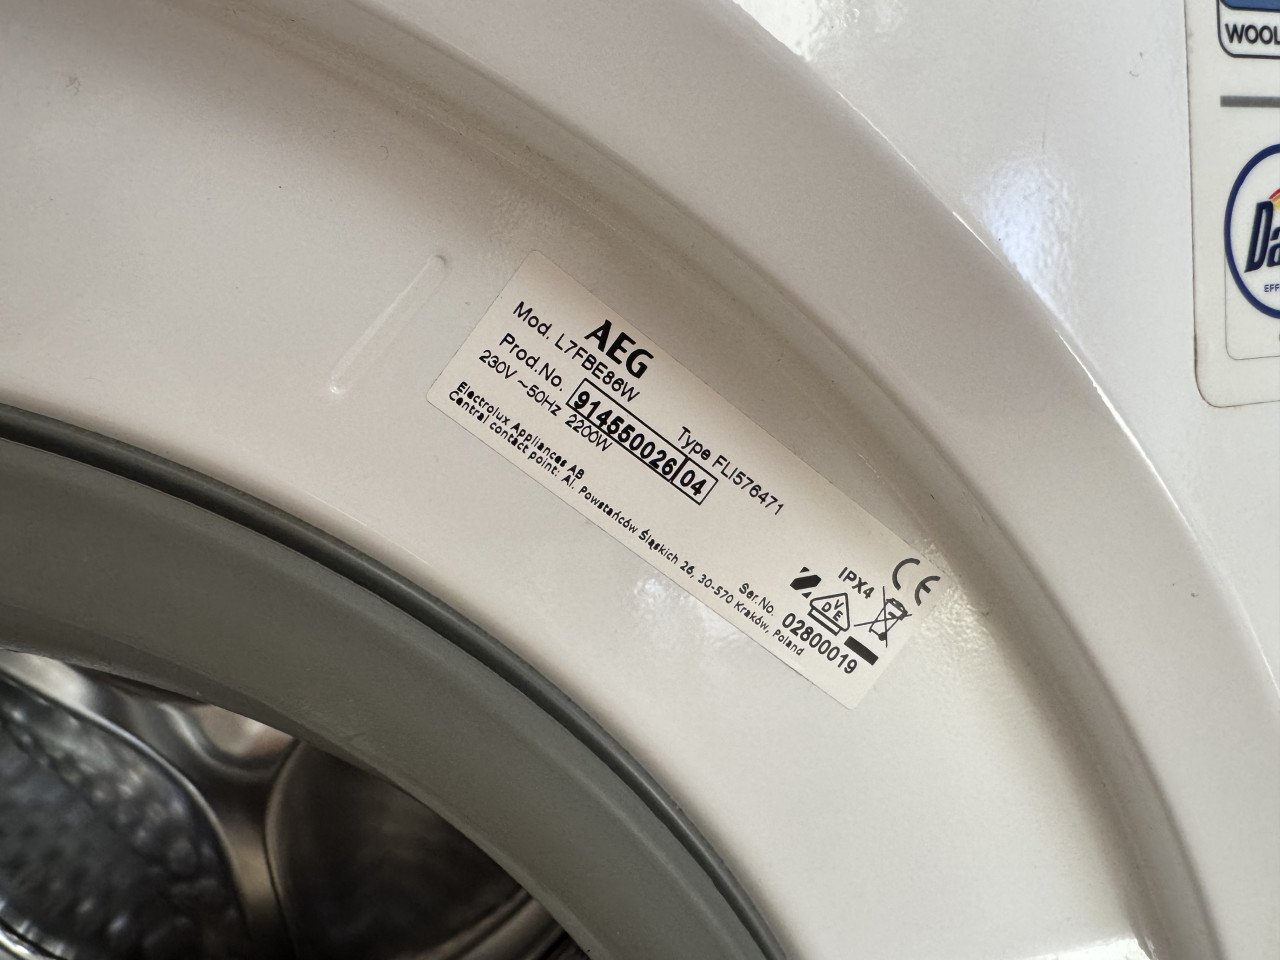 AEG
Mod. L7FBE86W
Type FLI576471
Prod.No. 914550026 04
230V ~50Hz 2200W
Electrolux Appliances AB
Central contact point: Al. Powstańców Śląskich 26, 30-570 Kraków, Poland
IPX4
CE
VDE
Ser.No. 02800019
WOOL